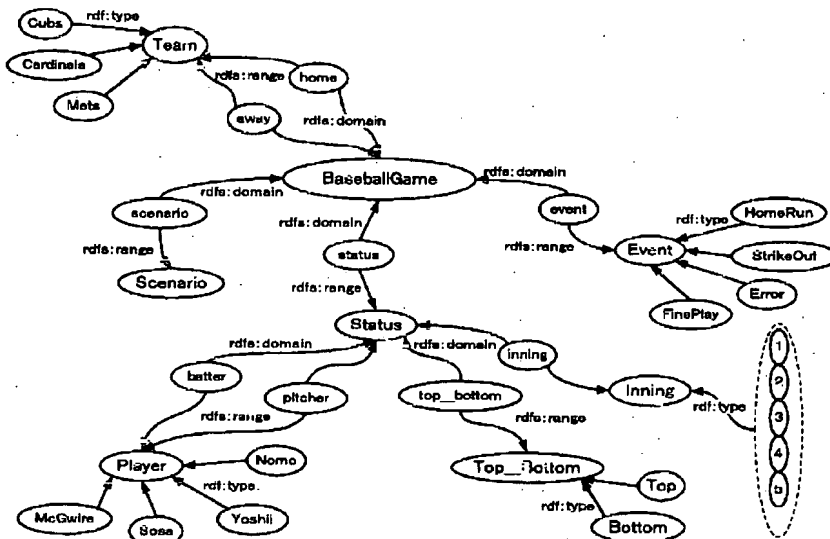 Cubs
rdf:type
Team
Cardinals
Mets
rdfs:range
home
away
rdfs:domain
BaseballGame
rdfs:domain
scenario
rdfs:range
Scenario
rdfs:domain
status
rdfs:range
rdfs:domain
event
rdfs:range
Event
rdf:type
HomeRun
StrikeOut
Error
FinePlay
Status
rdfs:domain
batter
rdfs:range
pitcher
rdfs:domain
inning
top_bottom
rdfs:range
Inning
rdf:type
1
2
3
4
5
Player
Nomo
rdf:type
McGwire
Sosa
Yoshii
Top_Bottom
Top
rdf:type
Bottom